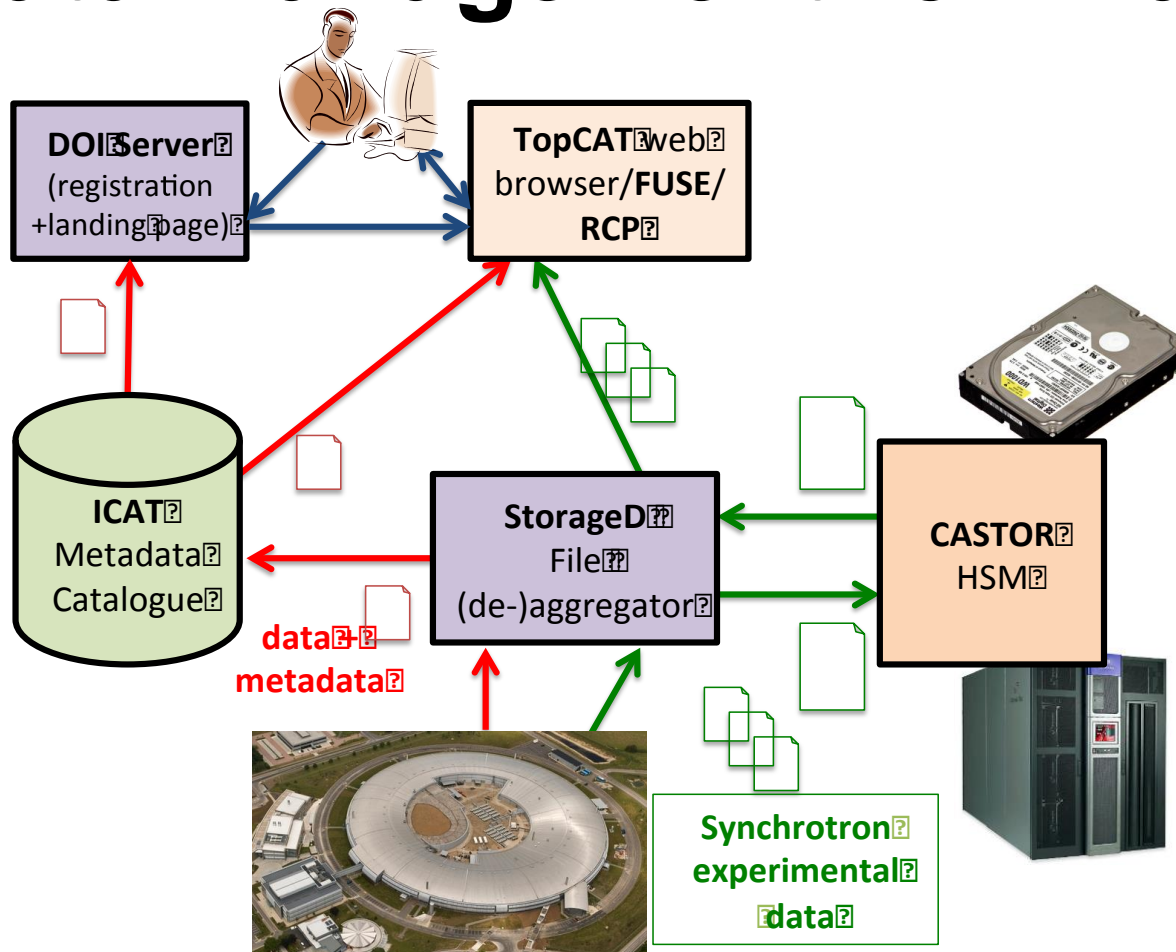 DOI Server
(registration
+landing page)
TopCAT web
browser/FUSE/
RCP
ICAT
Metadata
Catalogue
StorageD
File
(de-)aggregator
CASTOR
HSM
data +
metadata
Synchrotron
experimental
data